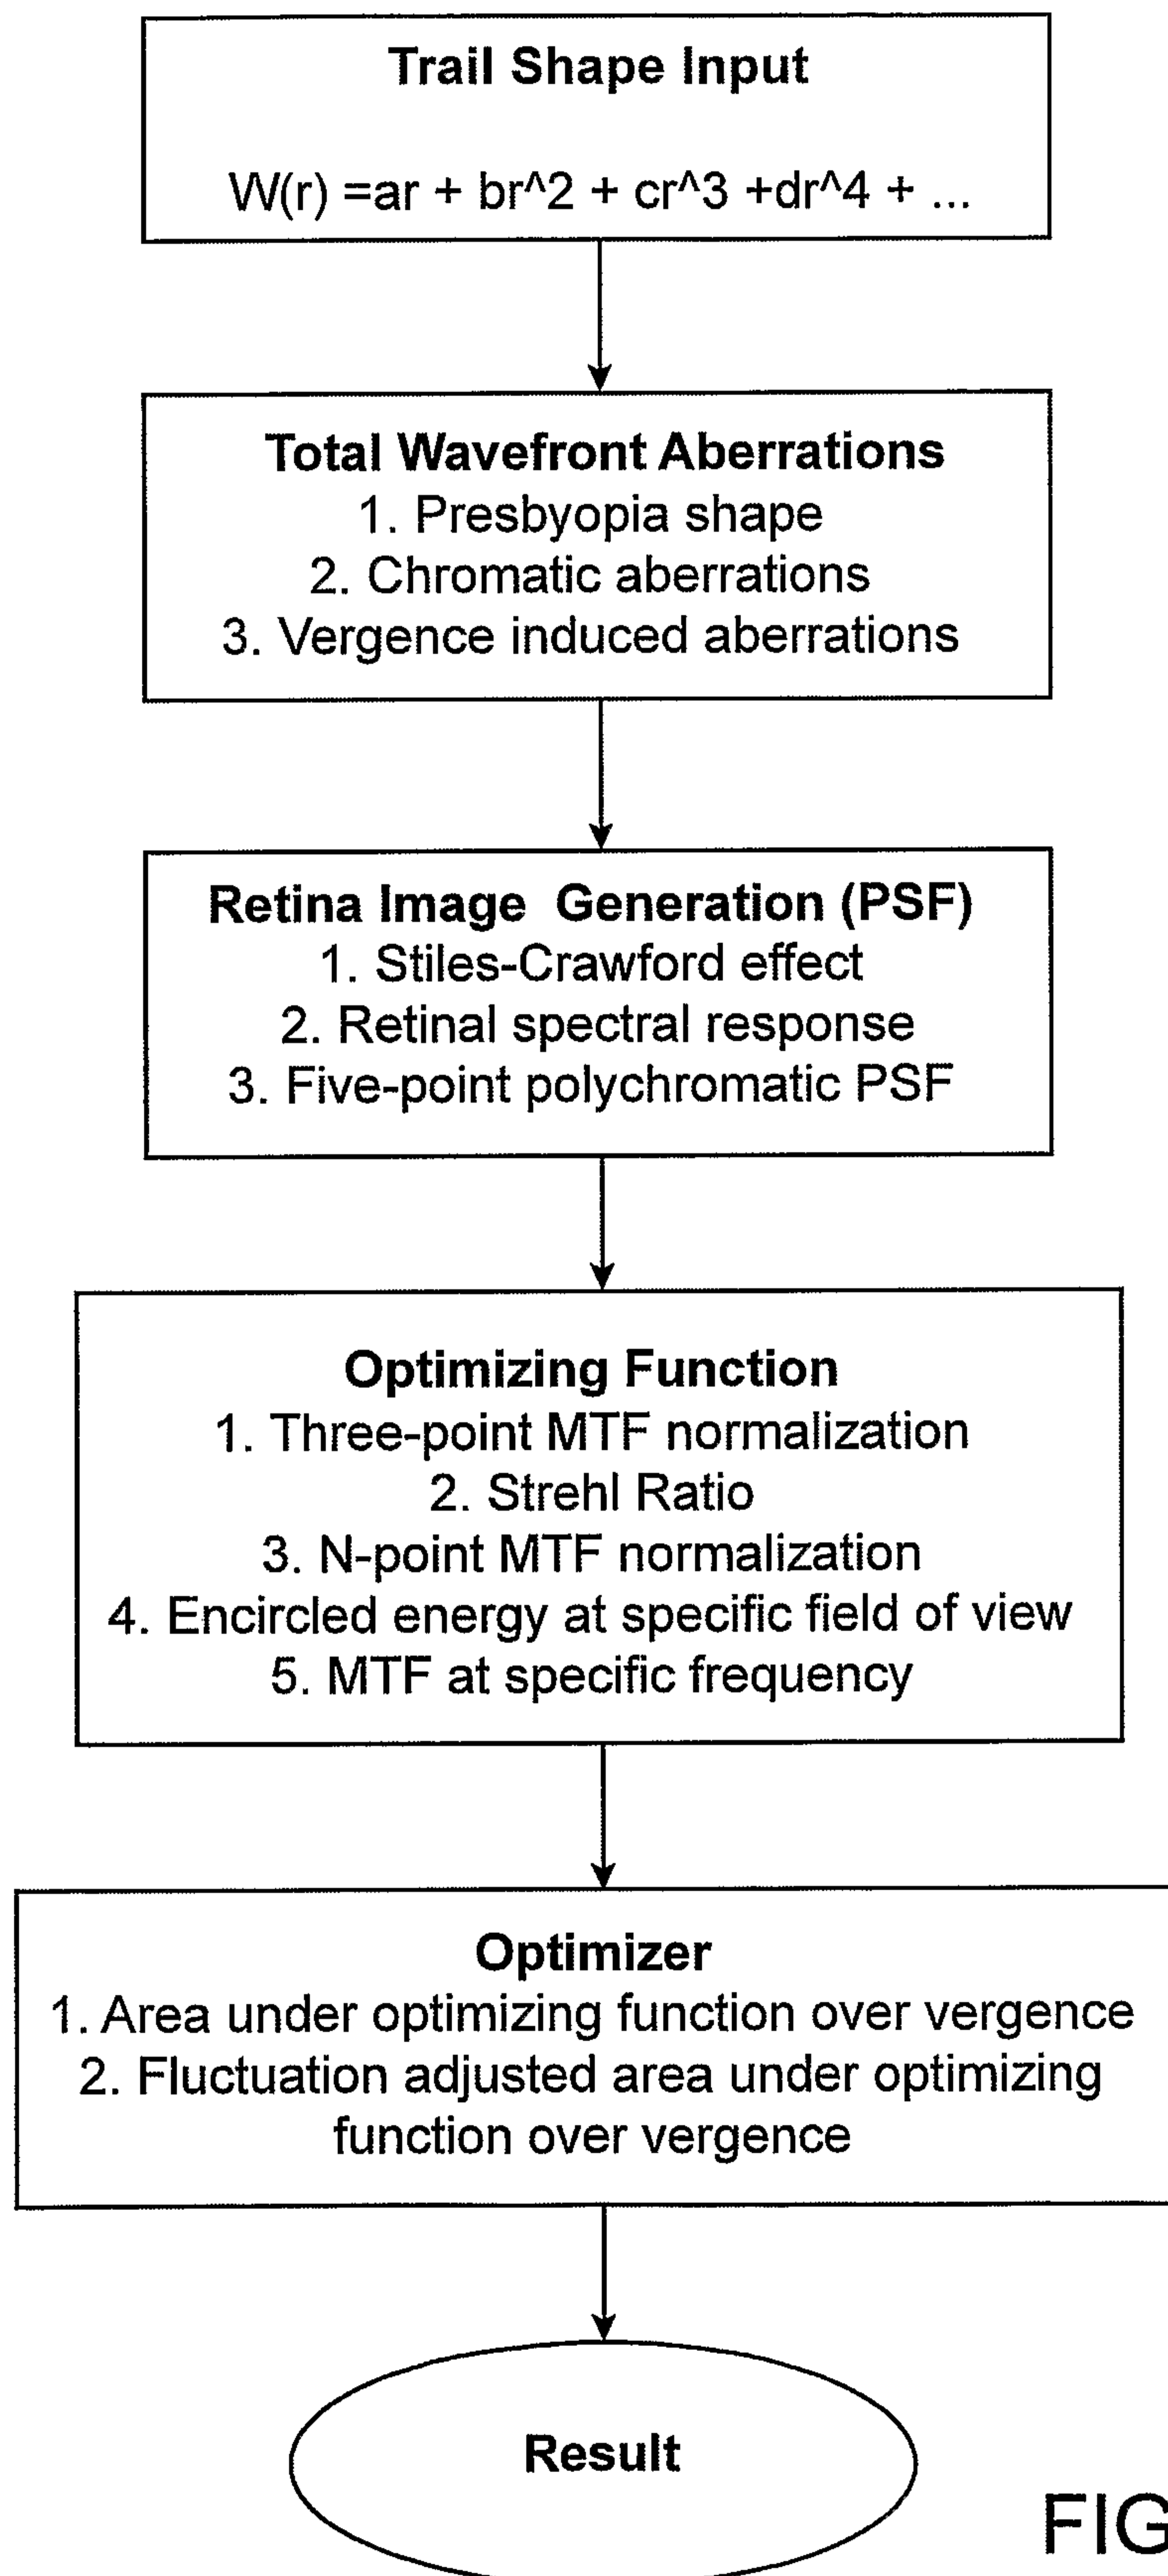 Trail Shape Input
W(r) =ar + br^2 + cr^3 +dr^4 + ...
Total Wavefront Aberrations
1. Presbyopia shape
2. Chromatic aberrations
3. Vergence induced aberrations
Retina Image Generation (PSF)
1. Stiles-Crawford effect
2. Retinal spectral response
3. Five-point polychromatic PSF
Optimizing Function
1. Three-point MTF normalization
2. Strehl Ratio
3. N-point MTF normalization
4. Encircled energy at specific field of view
5. MTF at specific frequency
Optimizer
1. Area under optimizing function over vergence
2. Fluctuation adjusted area under optimizing
function over vergence
Result
FIG